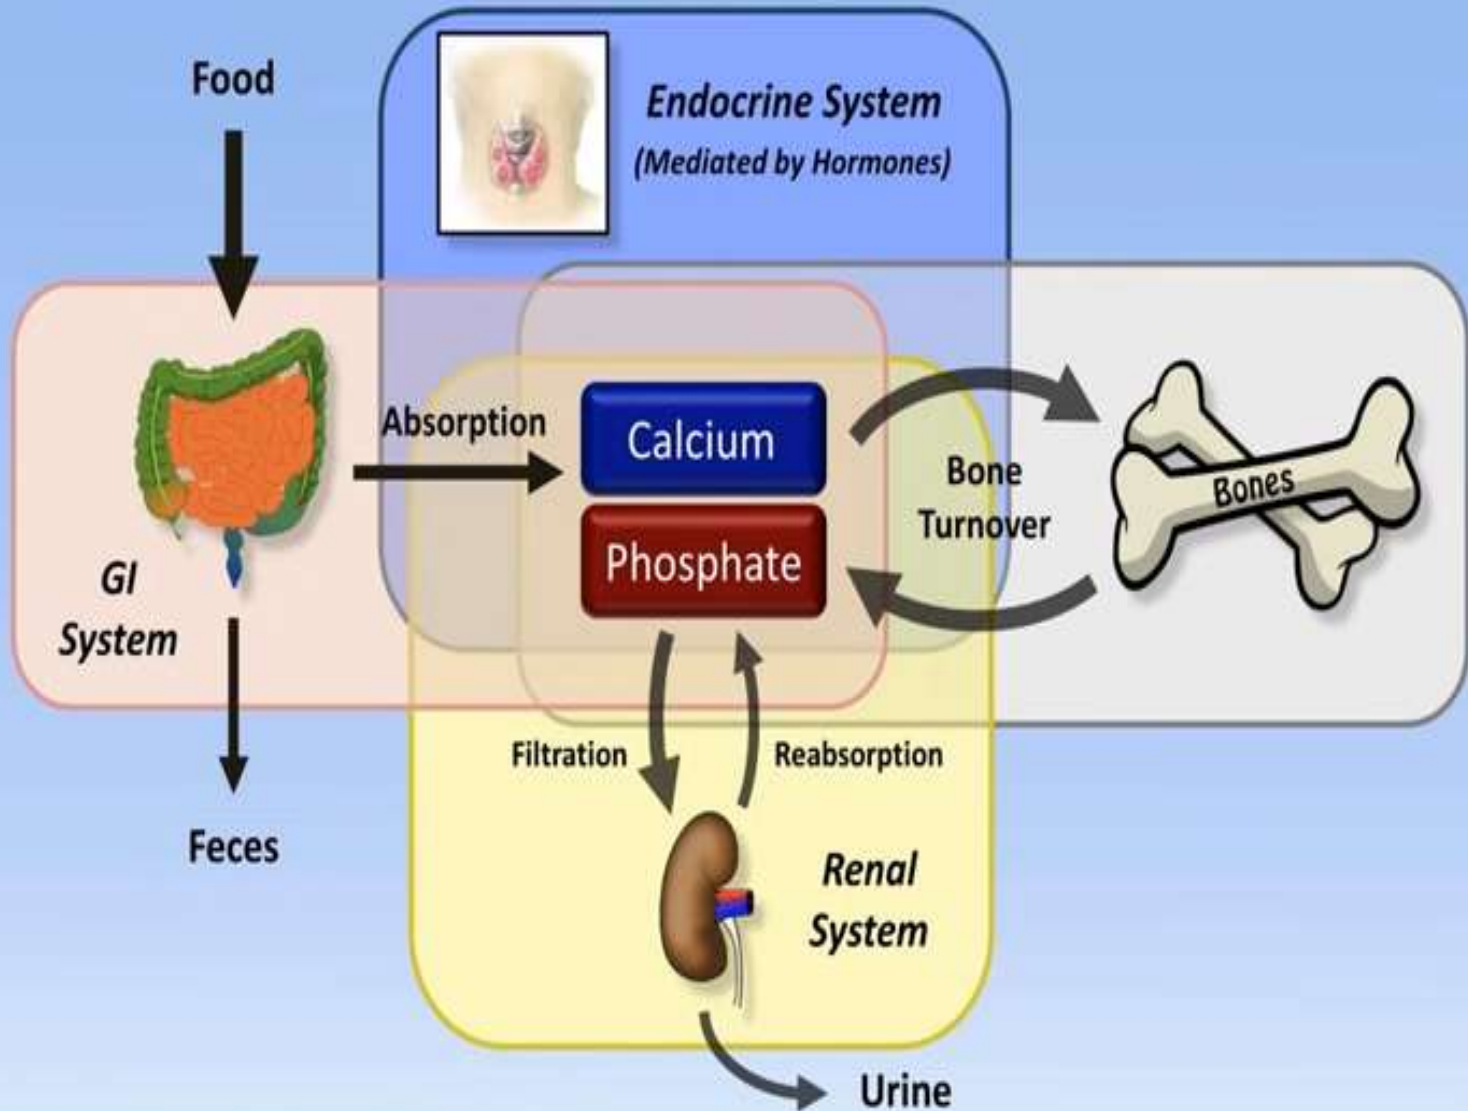 Food
Endocrine System
(Mediated by Hormones)
Absorption
Calcium
Phosphate
Bone
Turnover
Bones
GI
System
Filtration
Reabsorption
Feces
Renal
System
Urine